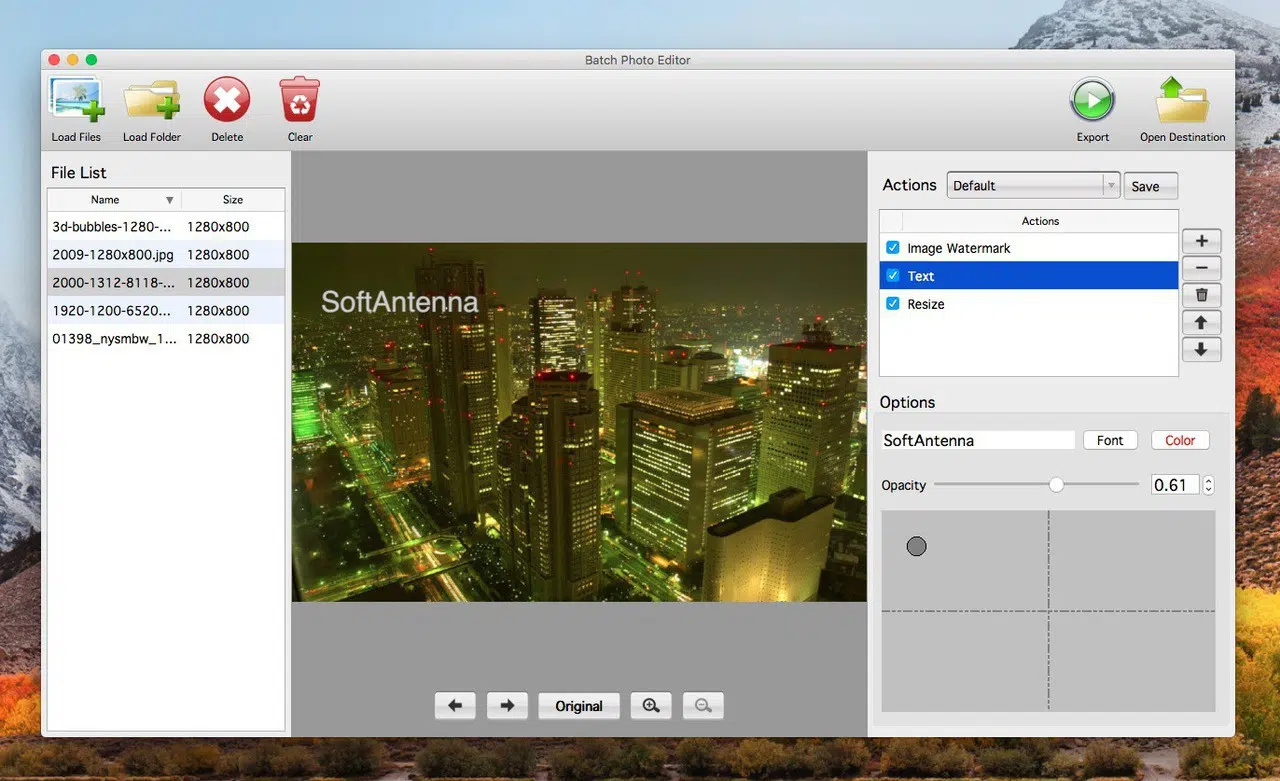 Batch Photo Editor
Load Files
Load Folder
Delete
Clear
Export
Open Destination
File List
Name
Size
3d-bubbles-1280-... 1280x800
2009-1280x800.jpg 1280x800
2000-1312-8118-... 1280x800
1920-1200-6520... 1280x800
01398_nysmbw_1... 1280x800
SoftAntenna
Original
Actions Default Save
Actions
Image Watermark
Text
Resize
Options
SoftAntenna Font Color
Opacity 0.61